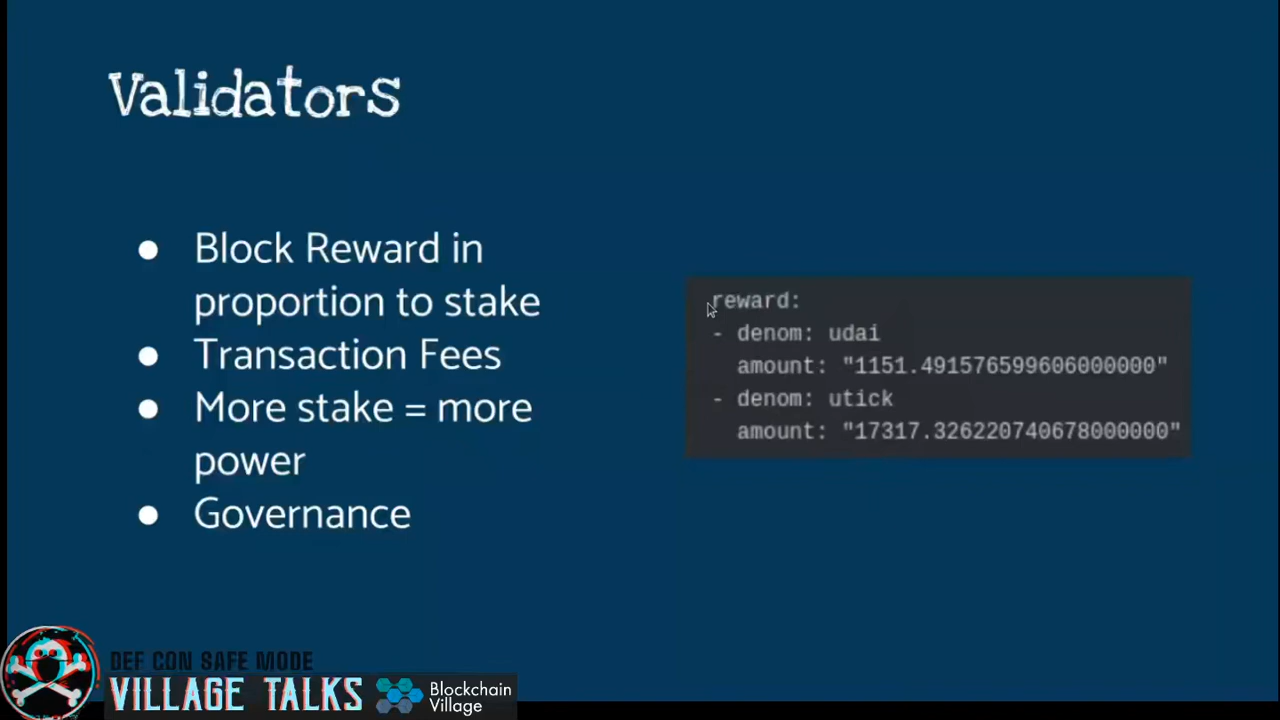 Validators
● Block Reward in
proportion to stake
● Transaction Fees
● More stake = more
power
● Governance
reward:
- denom: udai
amount: "1151.491576599606000000"
- denom: utick
amount: "17317.326220740678000000"
DEF CON SAFE MODE
VILLAGE TALKS
Blockchain
Village